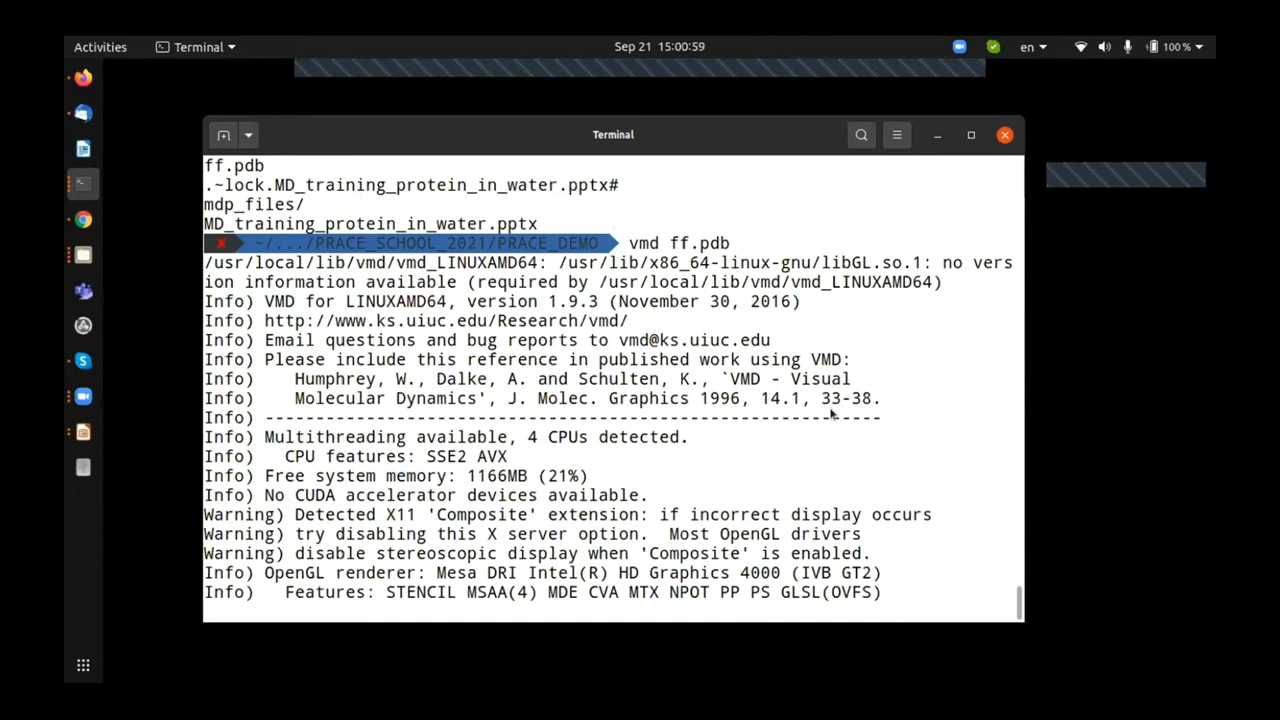 Activities
Terminal
Sep 21 15:00:59
en
100 %
Terminal
ff.pdb
.~lock.MD_training_protein_in_water.pptx#
mdp_files/
MD_training_protein_in_water.pptx
✘ ~/..../PRACE_SCHOOL_2021/PRACE_DEMO vmd ff.pdb
/usr/local/lib/vmd/vmd_LINUXAMD64: /usr/lib/x86_64-linux-gnu/libGL.so.1: no vers
ion information available (required by /usr/local/lib/vmd/vmd_LINUXAMD64)
Info) VMD for LINUXAMD64, version 1.9.3 (November 30, 2016)
Info) http://www.ks.uiuc.edu/Research/vmd/
Info) Email questions and bug reports to vmd@ks.uiuc.edu
Info) Please include this reference in published work using VMD:
Info)    Humphrey, W., Dalke, A. and Schulten, K., `VMD - Visual
Info)    Molecular Dynamics', J. Molec. Graphics 1996, 14.1, 33-38.
Info) -------------------------------------------------------------
Info) Multithreading available, 4 CPUs detected.
Info)   CPU features: SSE2 AVX
Info) Free system memory: 1166MB (21%)
Info) No CUDA accelerator devices available.
Warning) Detected X11 'Composite' extension: if incorrect display occurs
Warning) try disabling this X server option.  Most OpenGL drivers
Warning) disable stereoscopic display when 'Composite' is enabled.
Info) OpenGL renderer: Mesa DRI Intel(R) HD Graphics 4000 (IVB GT2)
Info)   Features: STENCIL MSAA(4) MDE CVA MTX NPOT PP PS GLSL(OVFS)